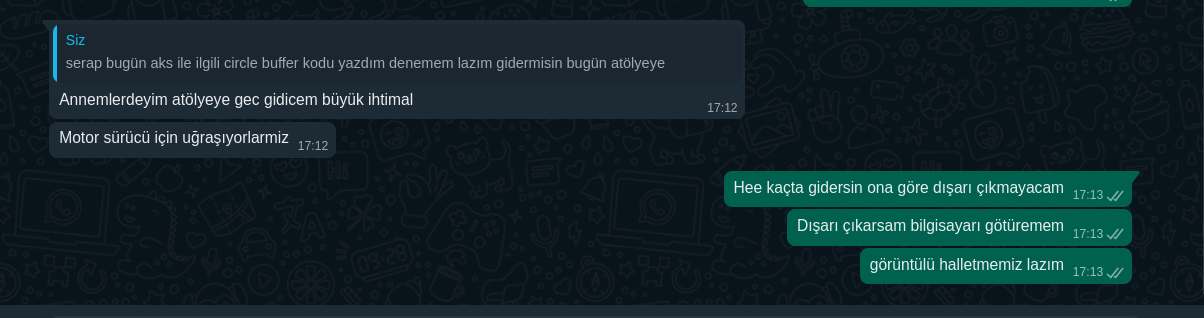 Siz
serap bugün aks ile ilgili circle buffer kodu yazdım denemem lazım gidermisin bugün atölyeye
Annemlerdeyim atölyeye gec gidicem büyük ihtimal
17:12
Motor sürücü için uğraşıyorlarmiz 17:12
Hee kaçta gidersin ona göre dışarı çıkmayacam 17:13
Dışarı çıkarsam bilgisayarı götüremem 17:13
görüntülü halletmemiz lazım 17:13